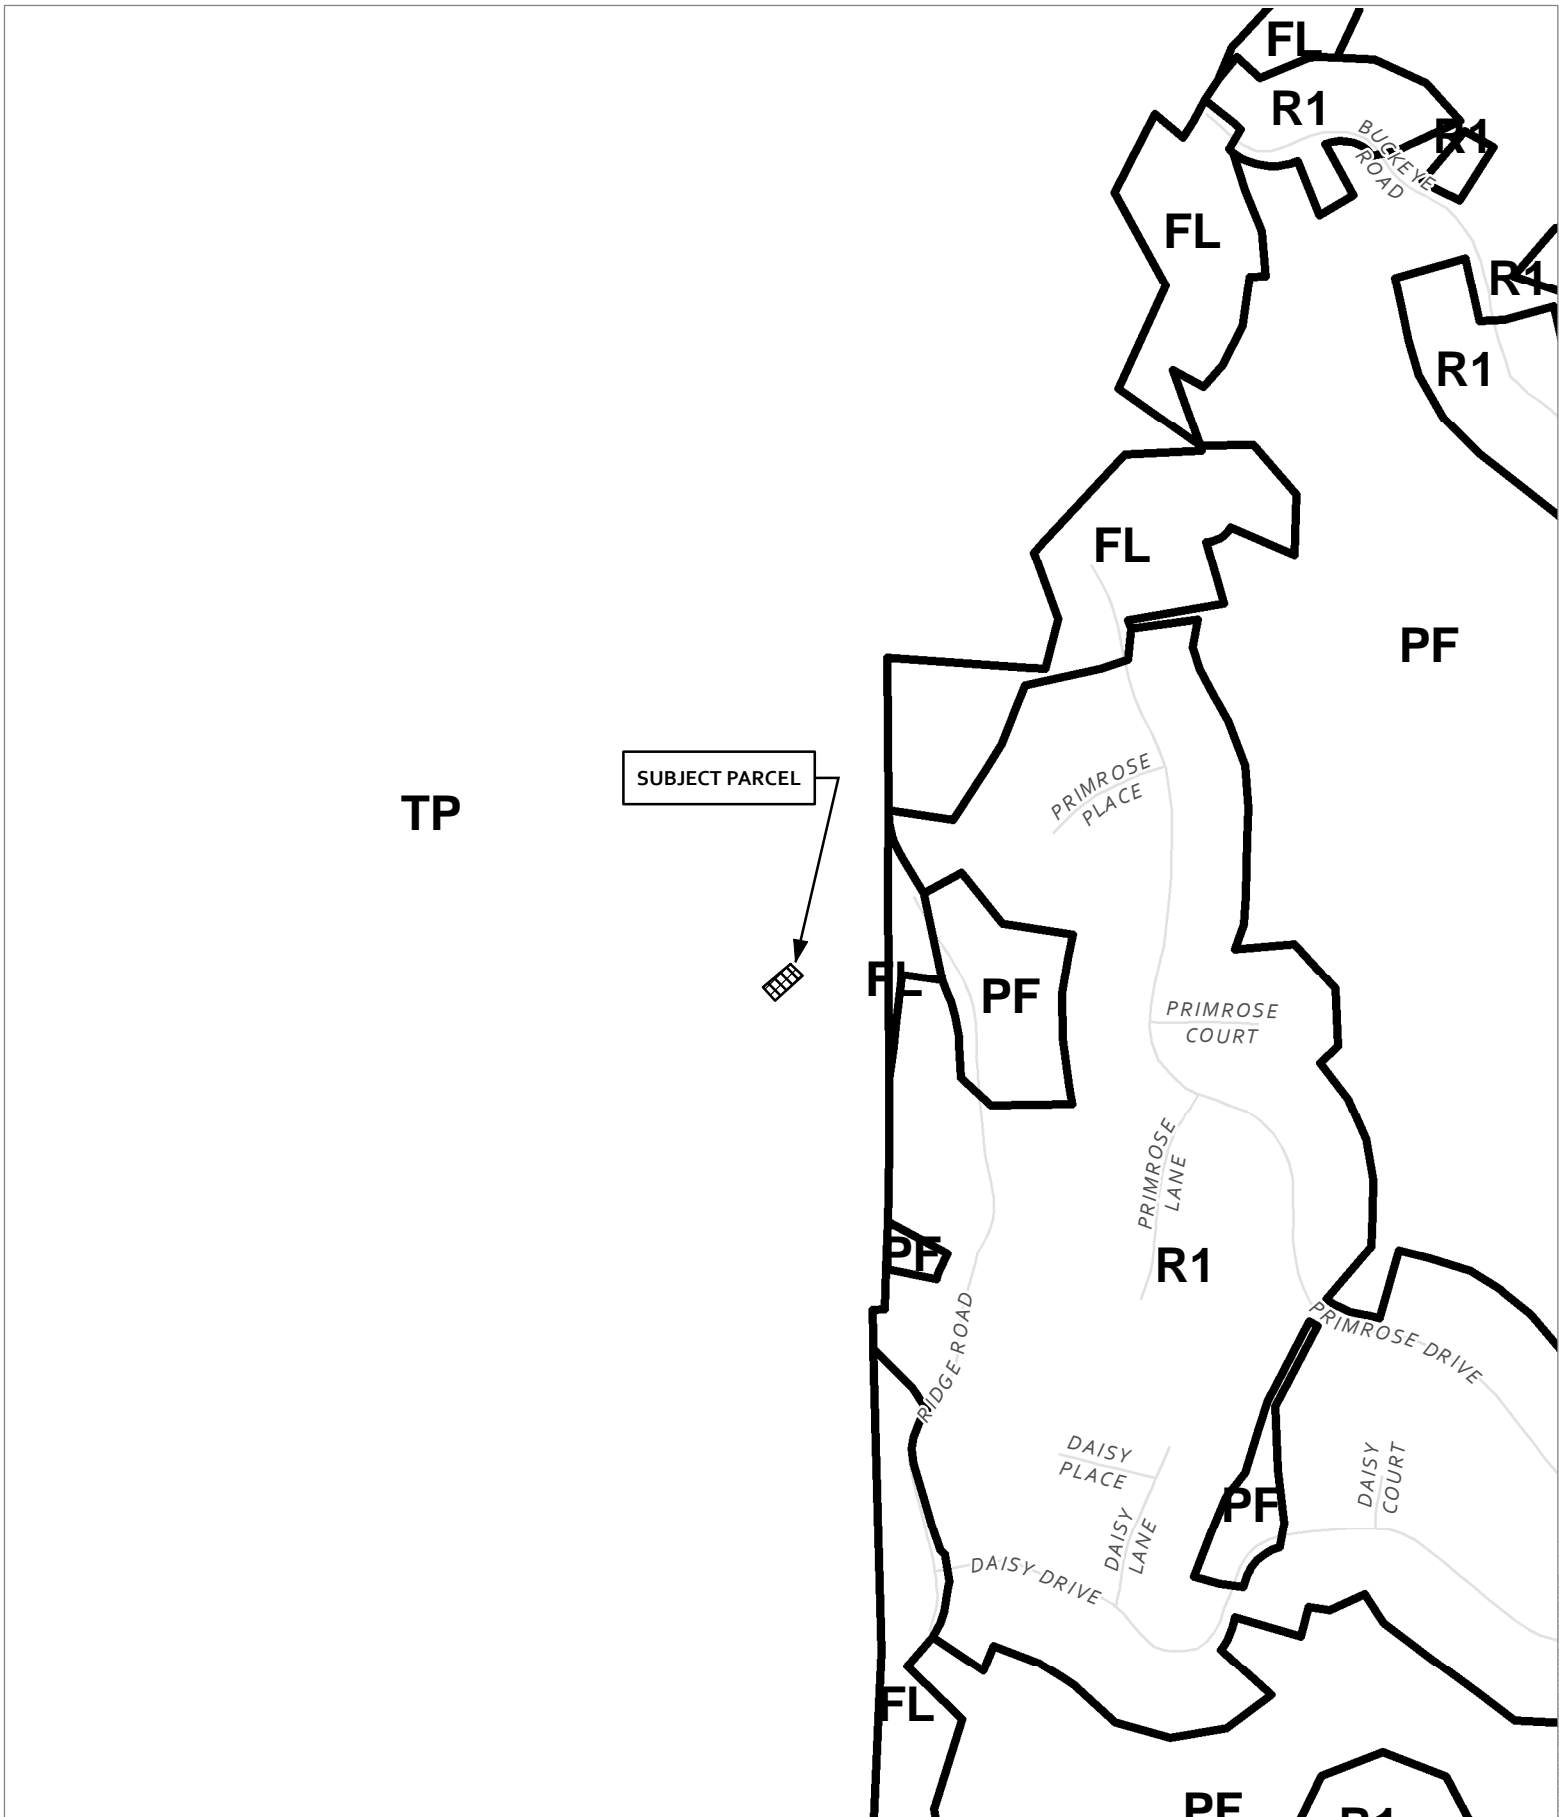 FL
R1
R1
BUCKEYE
ROAD
FL
R1
R1
FL
PF
SUBJECT PARCEL
TP
PRIMROSE
PLACE
FL
PF
PRIMROSE
COURT
PRIMROSE
LANE
PF
R1
RIDGE ROAD
PRIMROSE DRIVE
DAISY
PLACE
DAISY
COURT
PF
DAISY
LANE
DAISY DRIVE
FL
PF
R1